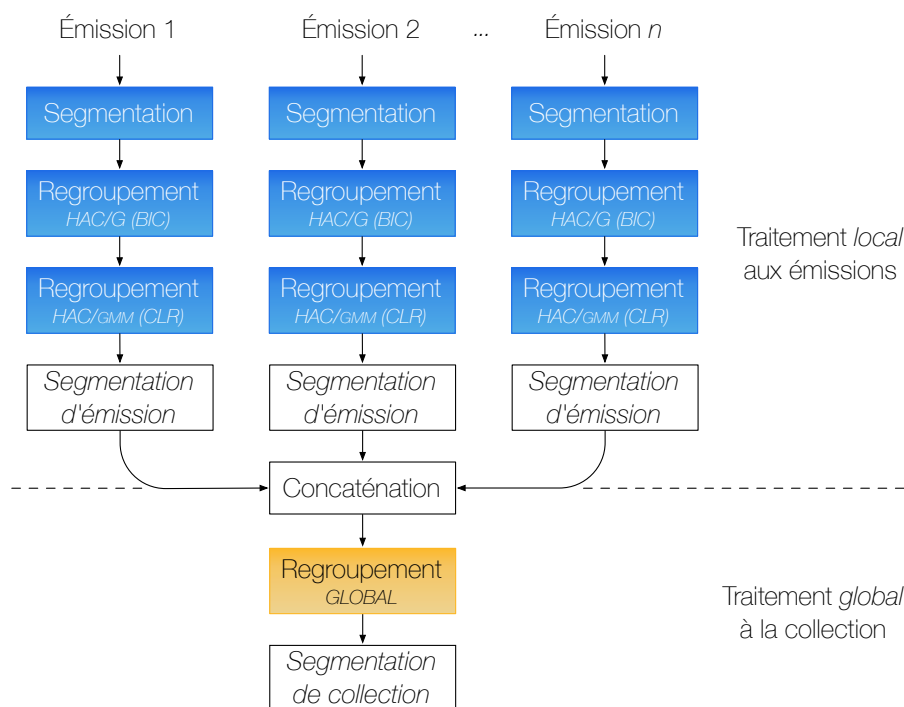 Émission 1
Émission 2
...
Émission n
Segmentation
Segmentation
Segmentation
Regroupement
HAC/G (BIC)
Regroupement
HAC/G (BIC)
Regroupement
HAC/G (BIC)
Traitement local
aux émissions
Regroupement
HAC/GMM (CLR)
Regroupement
HAC/GMM (CLR)
Regroupement
HAC/GMM (CLR)
Segmentation
d'émission
Segmentation
d'émission
Segmentation
d'émission
Concaténation
Regroupement
GLOBAL
Traitement global
à la collection
Segmentation
de collection